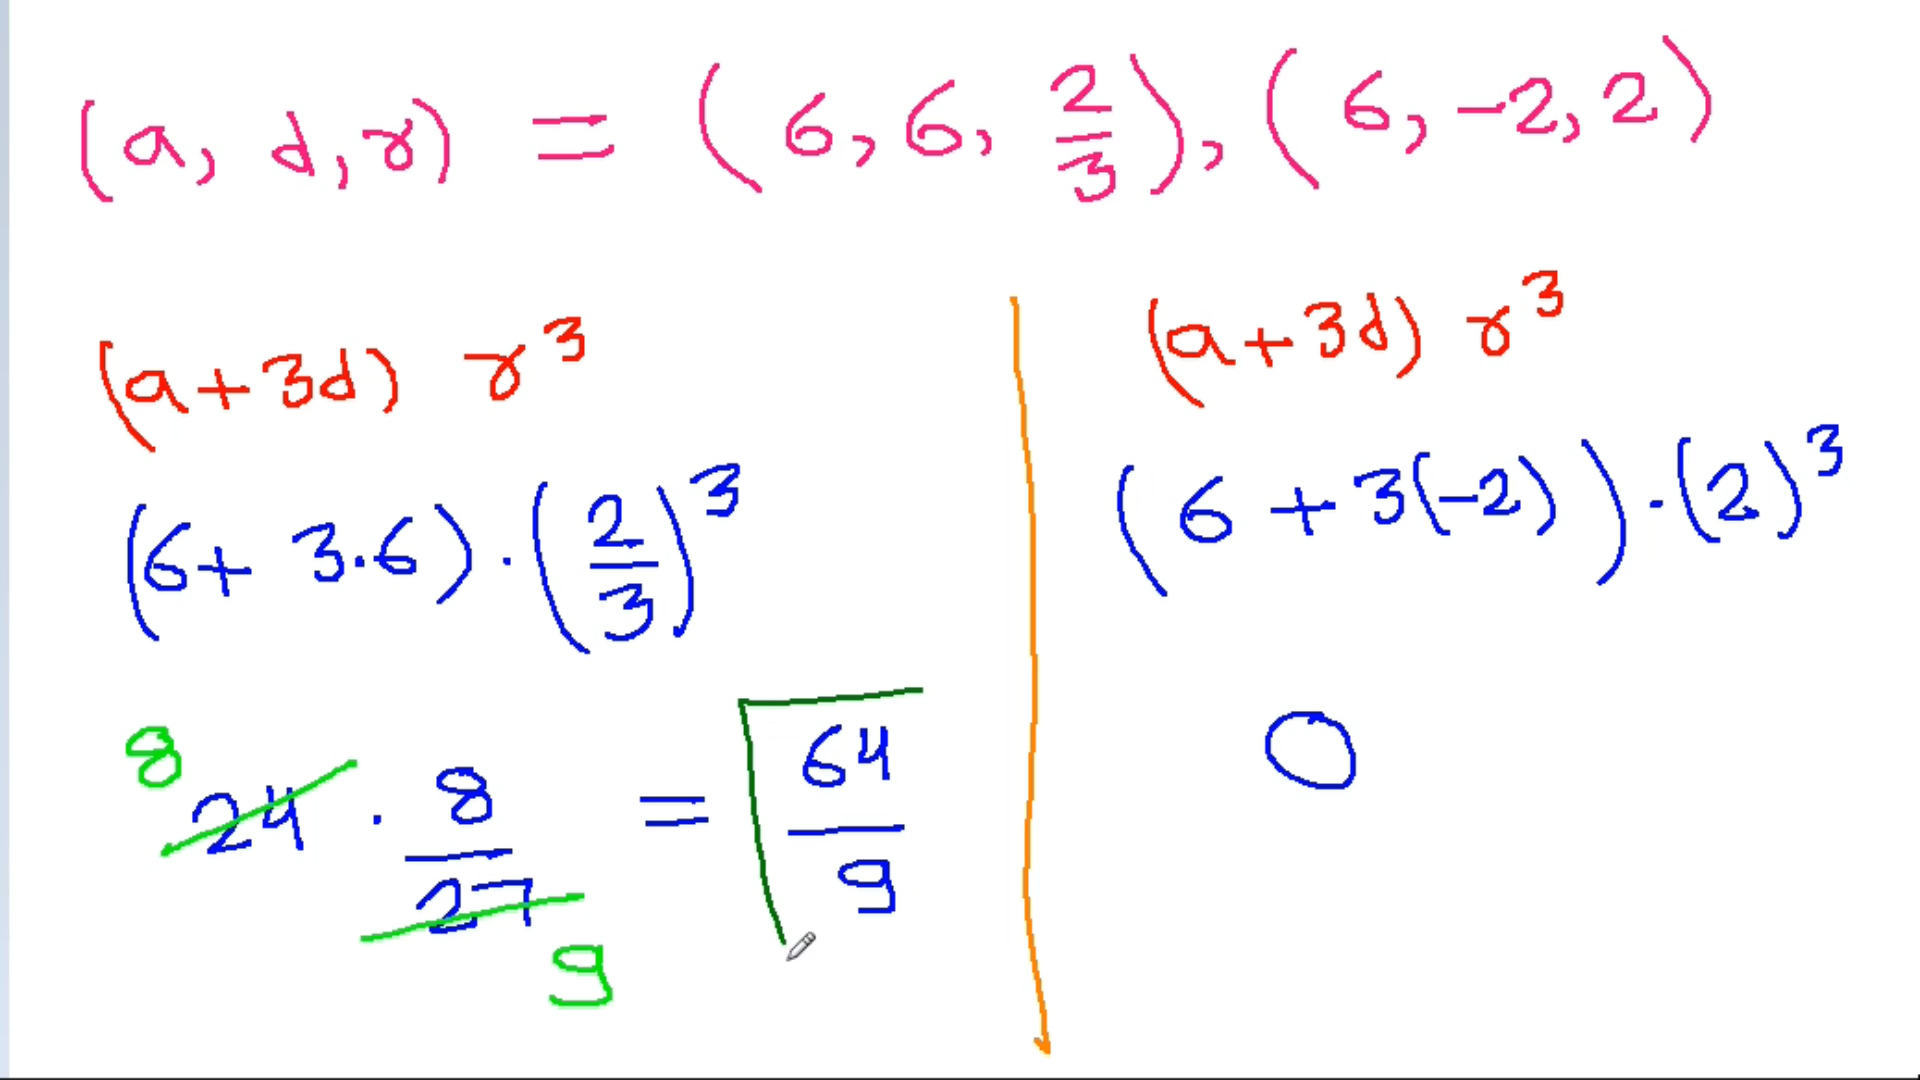 (a, d, r) = (6, 6, 2/3), (6, -2, 2)
(a + 3d) r³
(6 + 3·6) · (2/3)³
8
24 · 8/27 = 64/9
9
(a + 3d) r³
(6 + 3(-2)) · (2)³
0